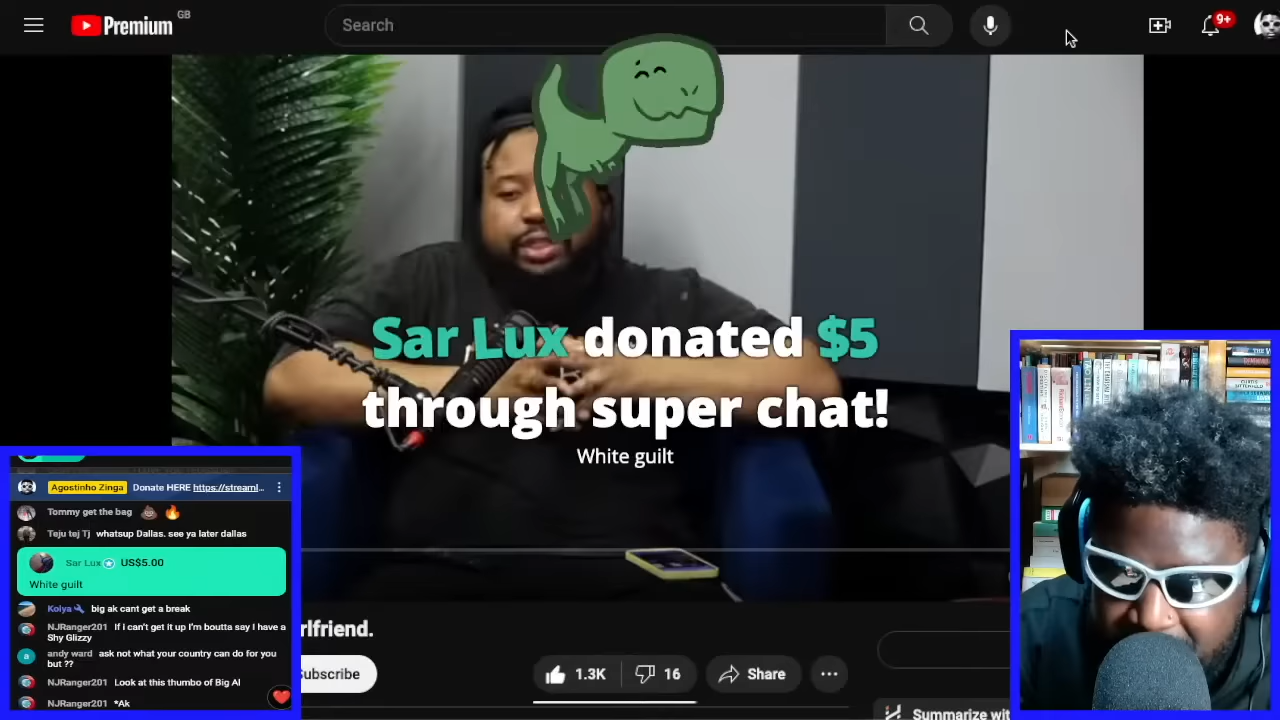 Premium GB
Search
9+
Sar Lux donated $5
through super chat!
White guilt
rlfriend.
ubscribe
1.3K
16
Share
Summarize wit
Agostinho Zinga Donate HERE https://streaml...
Tommy get the bag 💩 🔥
Teju tej Tj whatsup Dallas. see ya later dallas
Sar Lux US$5.00
White guilt
Koiya big ak cant get a break
NJRanger201 If i can't get it up I'm boutta say I have a
Shy Glizzy
andy ward ask not what your country can do for you
but ??
NJRanger201 Look at this thumbo of Big Al
NJRanger201 *Ak